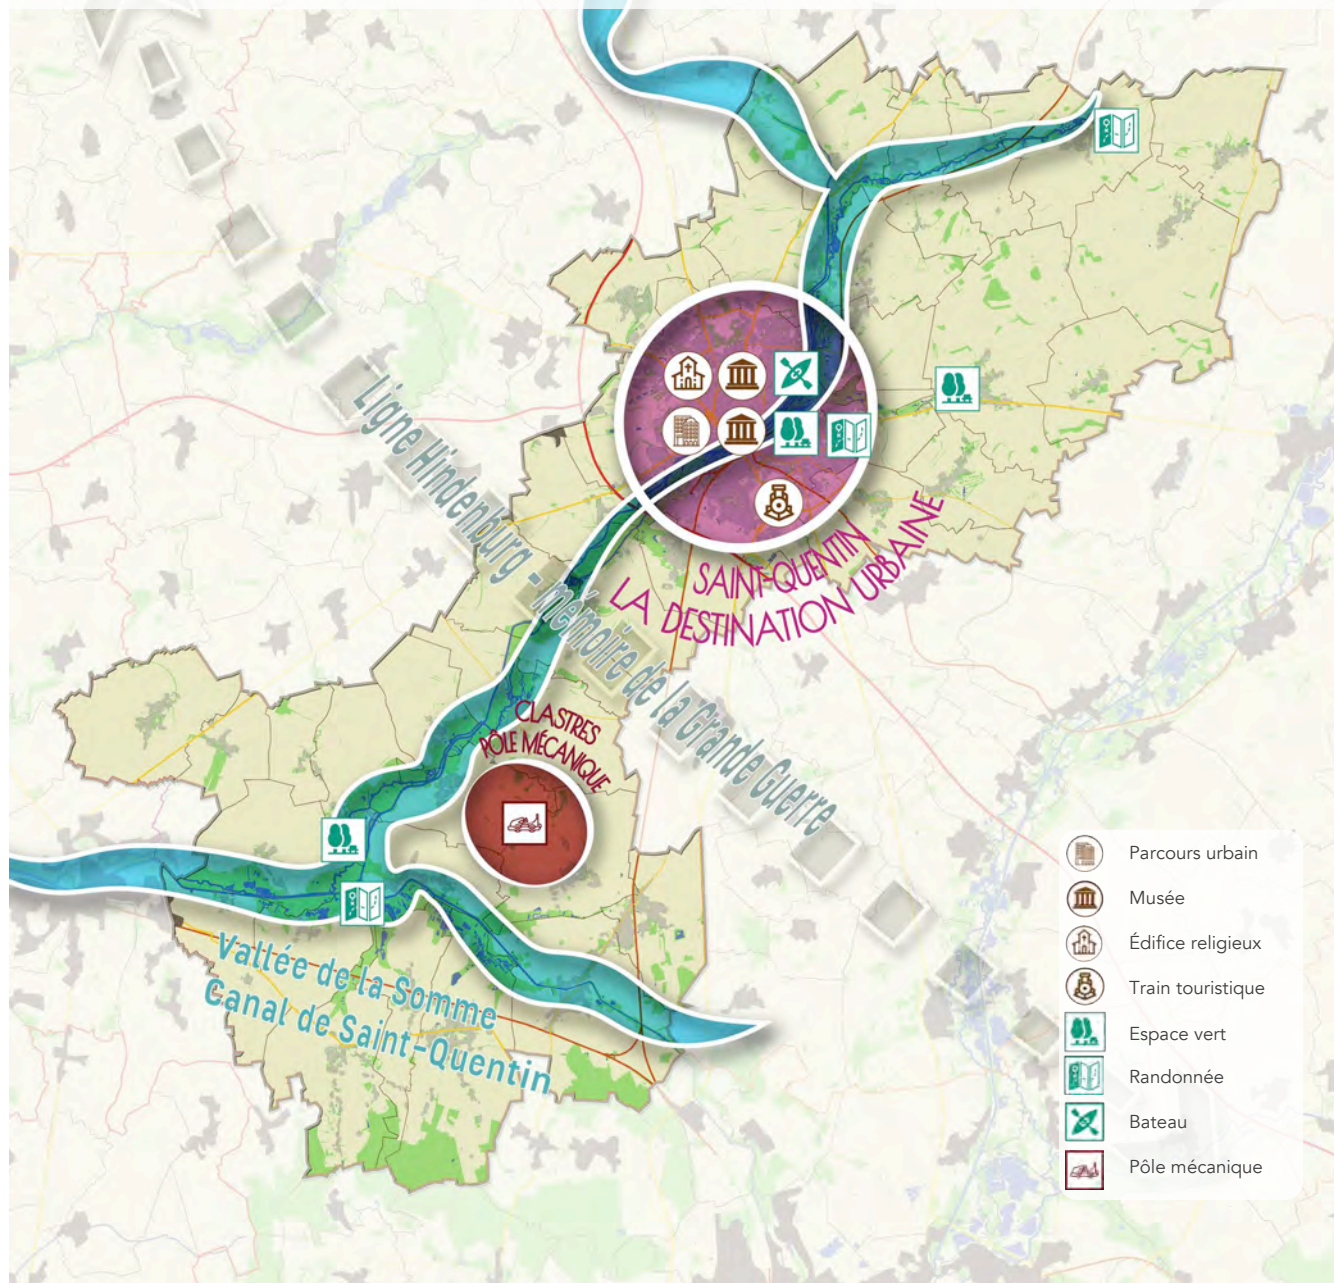 Ligne Hindenburg - mémoire de la Grande Guerre
SAINT-QUENTIN
LA DESTINATION URBAINE
CLASTRES
PÔLE MÉCANIQUE
Vallée de la Somme
Canal de Saint-Quentin
Parcours urbain
Musée
Édifice religieux
Train touristique
Espace vert
Randonnée
Bateau
Pôle mécanique